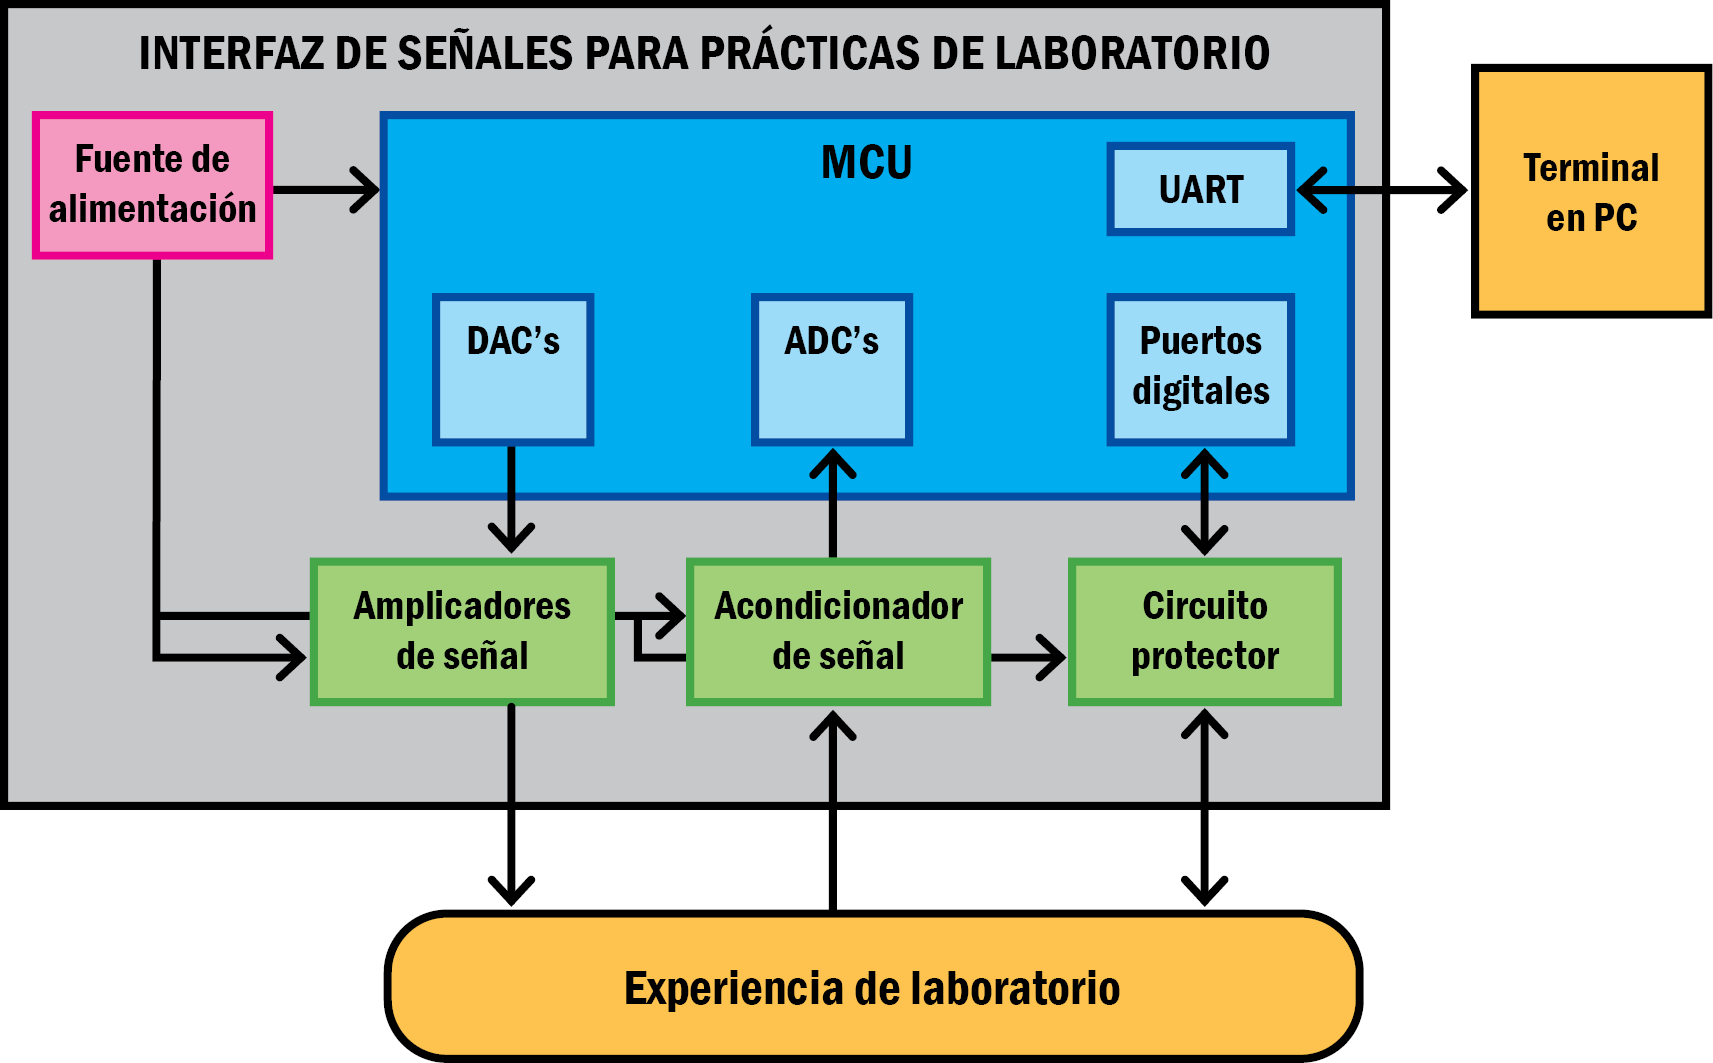 INTERFAZ DE SEÑALES PARA PRÁCTICAS DE LABORATORIO
Fuente de
alimentación
MCU
UART
Terminal
en PC
DAC’s
ADC’s
Puertos
digitales
Amplicadores
de señal
Acondicionador
de señal
Circuito
protector
Experiencia de laboratorio